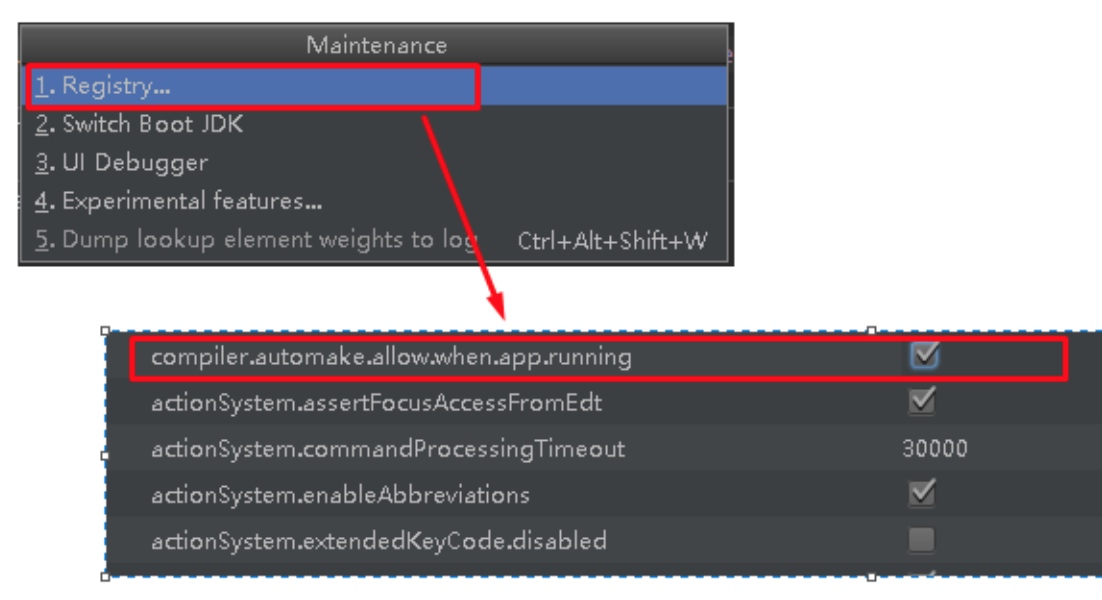 Maintenance
1. Registry...
2. Switch Boot JDK
3. UI Debugger
4. Experimental features...
5. Dump lookup element weights to log Ctrl+Alt+Shift+W
compiler.automake.allow.when.app.running
actionSystem.assertFocusAccessFromEdt
actionSystem.commandProcessingTimeout 30000
actionSystem.enableAbbreviations
actionSystem.extendedKeyCode.disabled